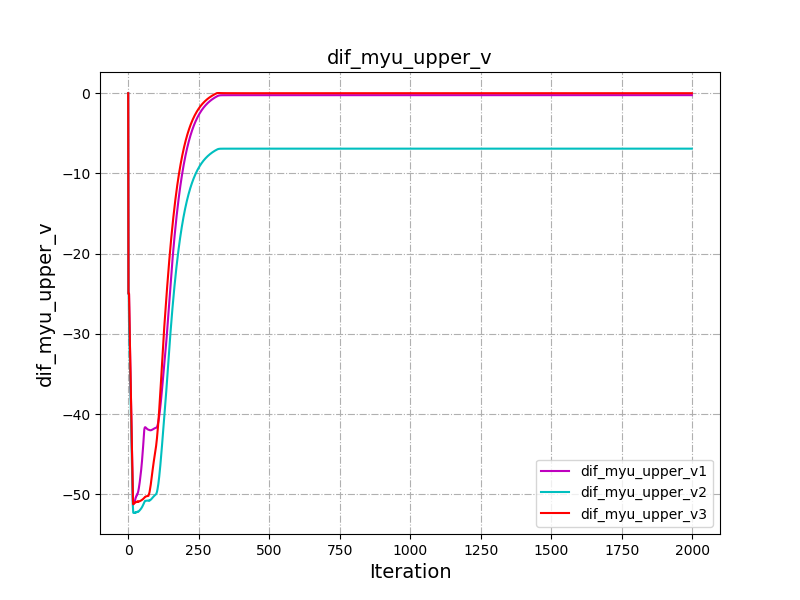 dif_myu_upper_v
dif_myu_upper_v
0
−10
−20
−30
−40
−50
0
250
500
750
1000
1250
1500
1750
2000
Iteration
dif_myu_upper_v1
dif_myu_upper_v2
dif_myu_upper_v3